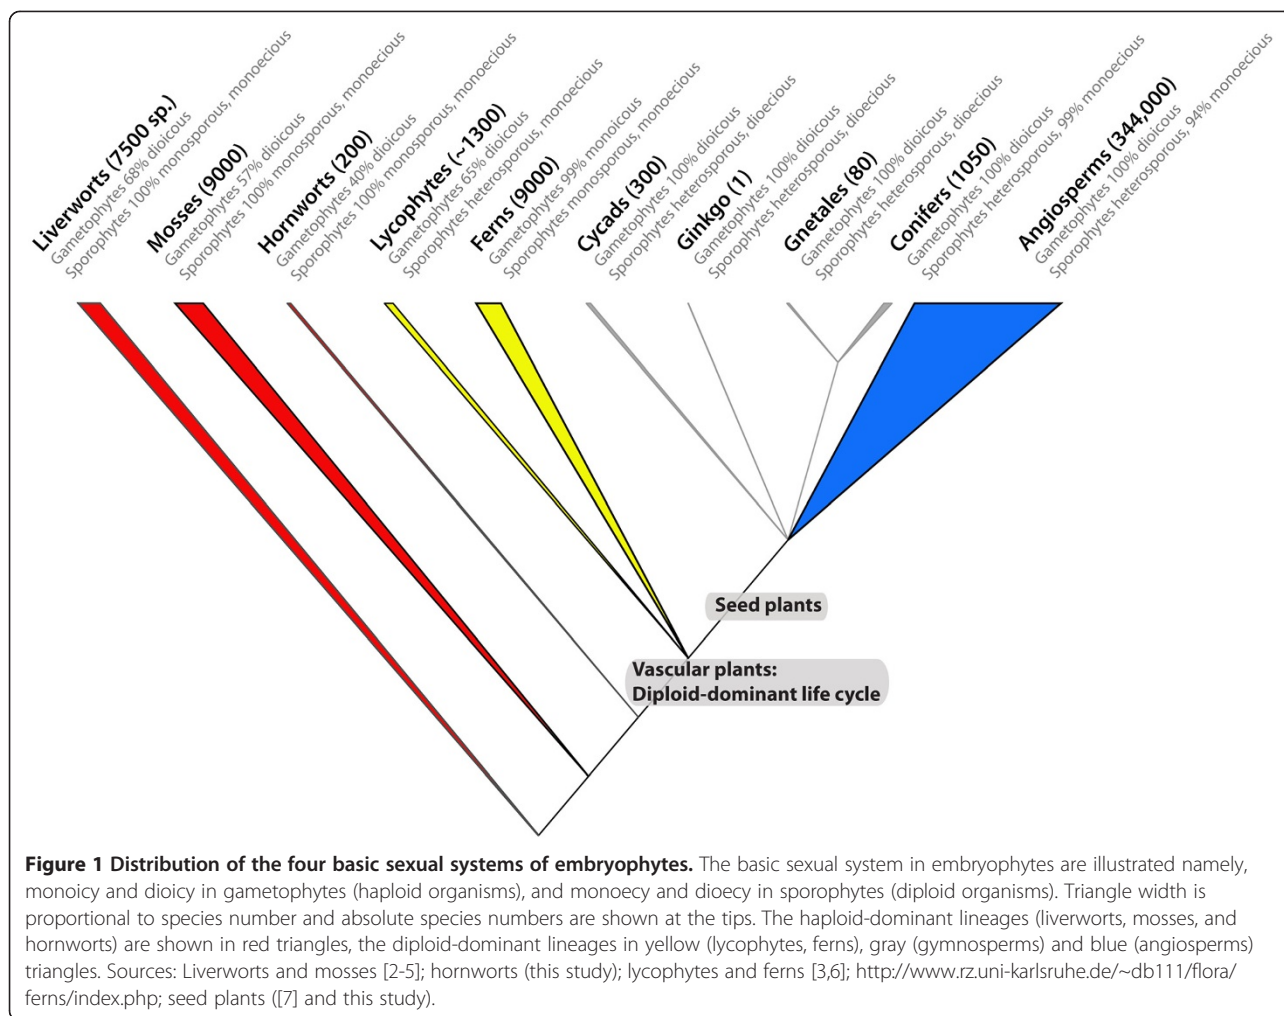 Liverworts (7500 sp.)
Gametophytes 68% dioicous
Sporophytes 100% monosporous, monoecious
Mosses (9000)
Gametophytes 57% dioicous
Sporophytes 100% monosporous, monoecious
Hornworts (200)
Gametophytes 40% dioicous
Sporophytes 100% monosporous, monoecious
Lycophytes (~1300)
Gametophytes 65% dioicous
Sporophytes heterosporous, monoecious
Ferns (9000)
Gametophytes 99% monoicous
Sporophytes monosporous, monoecious
Cycads (300)
Gametophytes 100% dioicous
Sporophytes heterosporous, dioecious
Ginkgo (1)
Gametophytes 100% dioicous
Sporophytes heterosporous, dioecious
Gnetales (80)
Gametophytes 100% dioicous
Sporophytes heterosporous, dioecious
Conifers (1050)
Gametophytes 100% dioicous
Sporophytes heterosporous, 99% monoecious
Angiosperms (344,000)
Gametophytes 100% dioicous
Sporophytes heterosporous, 94% monoecious
Seed plants
Vascular plants:
Diploid-dominant life cycle
Figure 1 Distribution of the four basic sexual systems of embryophytes. The basic sexual system in embryophytes are illustrated namely,
monoicy and dioicy in gametophytes (haploid organisms), and monoecy and dioecy in sporophytes (diploid organisms). Triangle width is
proportional to species number and absolute species numbers are shown at the tips. The haploid-dominant lineages (liverworts, mosses, and
hornworts) are shown in red triangles, the diploid-dominant lineages in yellow (lycophytes, ferns), gray (gymnosperms) and blue (angiosperms)
triangles. Sources: Liverworts and mosses [2-5]; hornworts (this study); lycophytes and ferns [3,6]; http://www.rz.uni-karlsruhe.de/~db111/flora/
ferns/index.php; seed plants ([7] and this study).